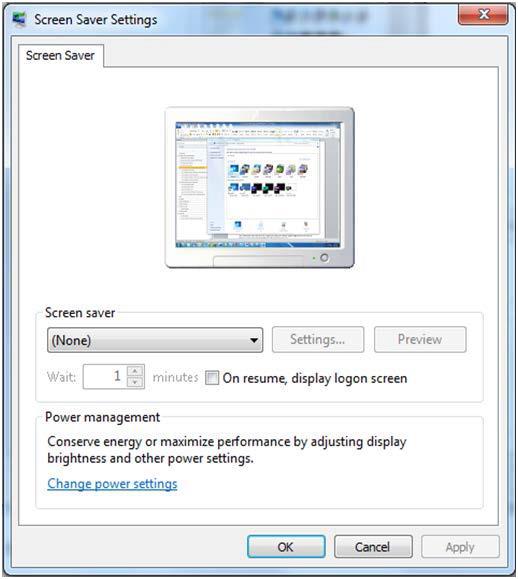 Screen Saver Settings
Screen Saver
Screen saver
(None)
Settings...
Preview
Wait:
1
minutes
On resume, display logon screen
Power management
Conserve energy or maximize performance by adjusting display
brightness and other power settings.
Change power settings
OK
Cancel
Apply